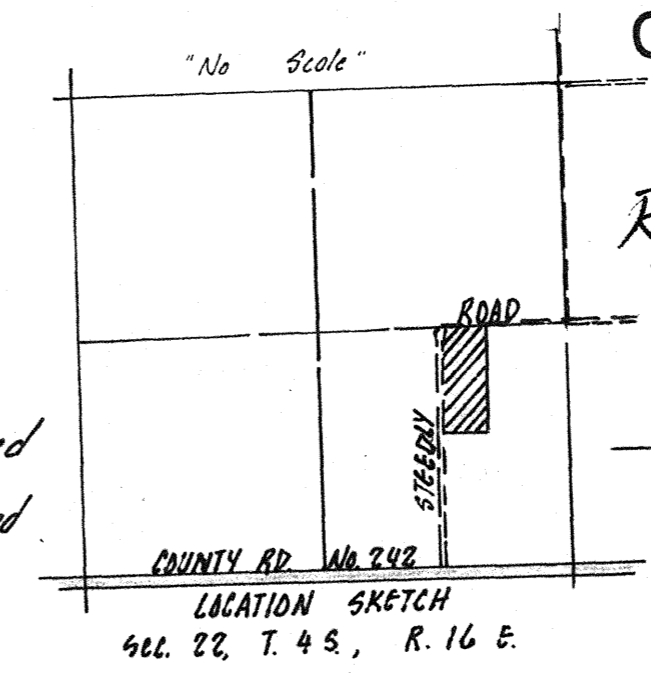 "No Scale"
ROAD
STEEDLY
COUNTY RD. No. 242
LOCATION SKETCH
Sec. 22, T. 4 S., R. 16 E.